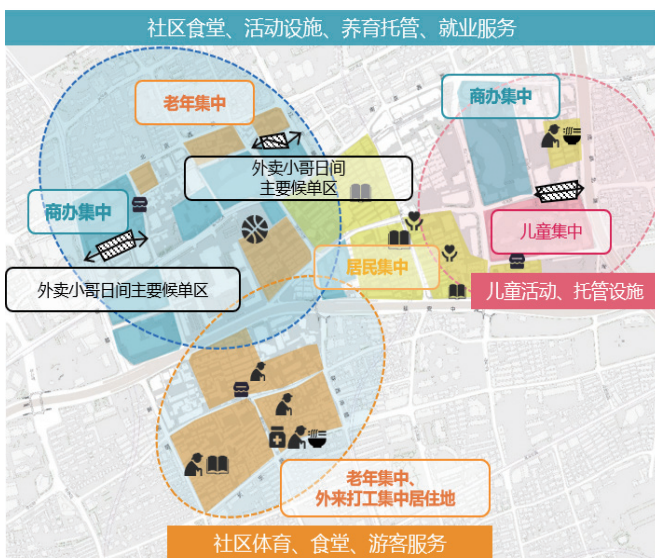 社区食堂、活动设施、养育托管、就业服务
老年集中
商办集中
外卖小哥日间
主要候单区
商办集中
儿童集中
居民集中
外卖小哥日间主要候单区
儿童活动、托管设施
老年集中、
外来打工集中居住地
社区体育、食堂、游客服务